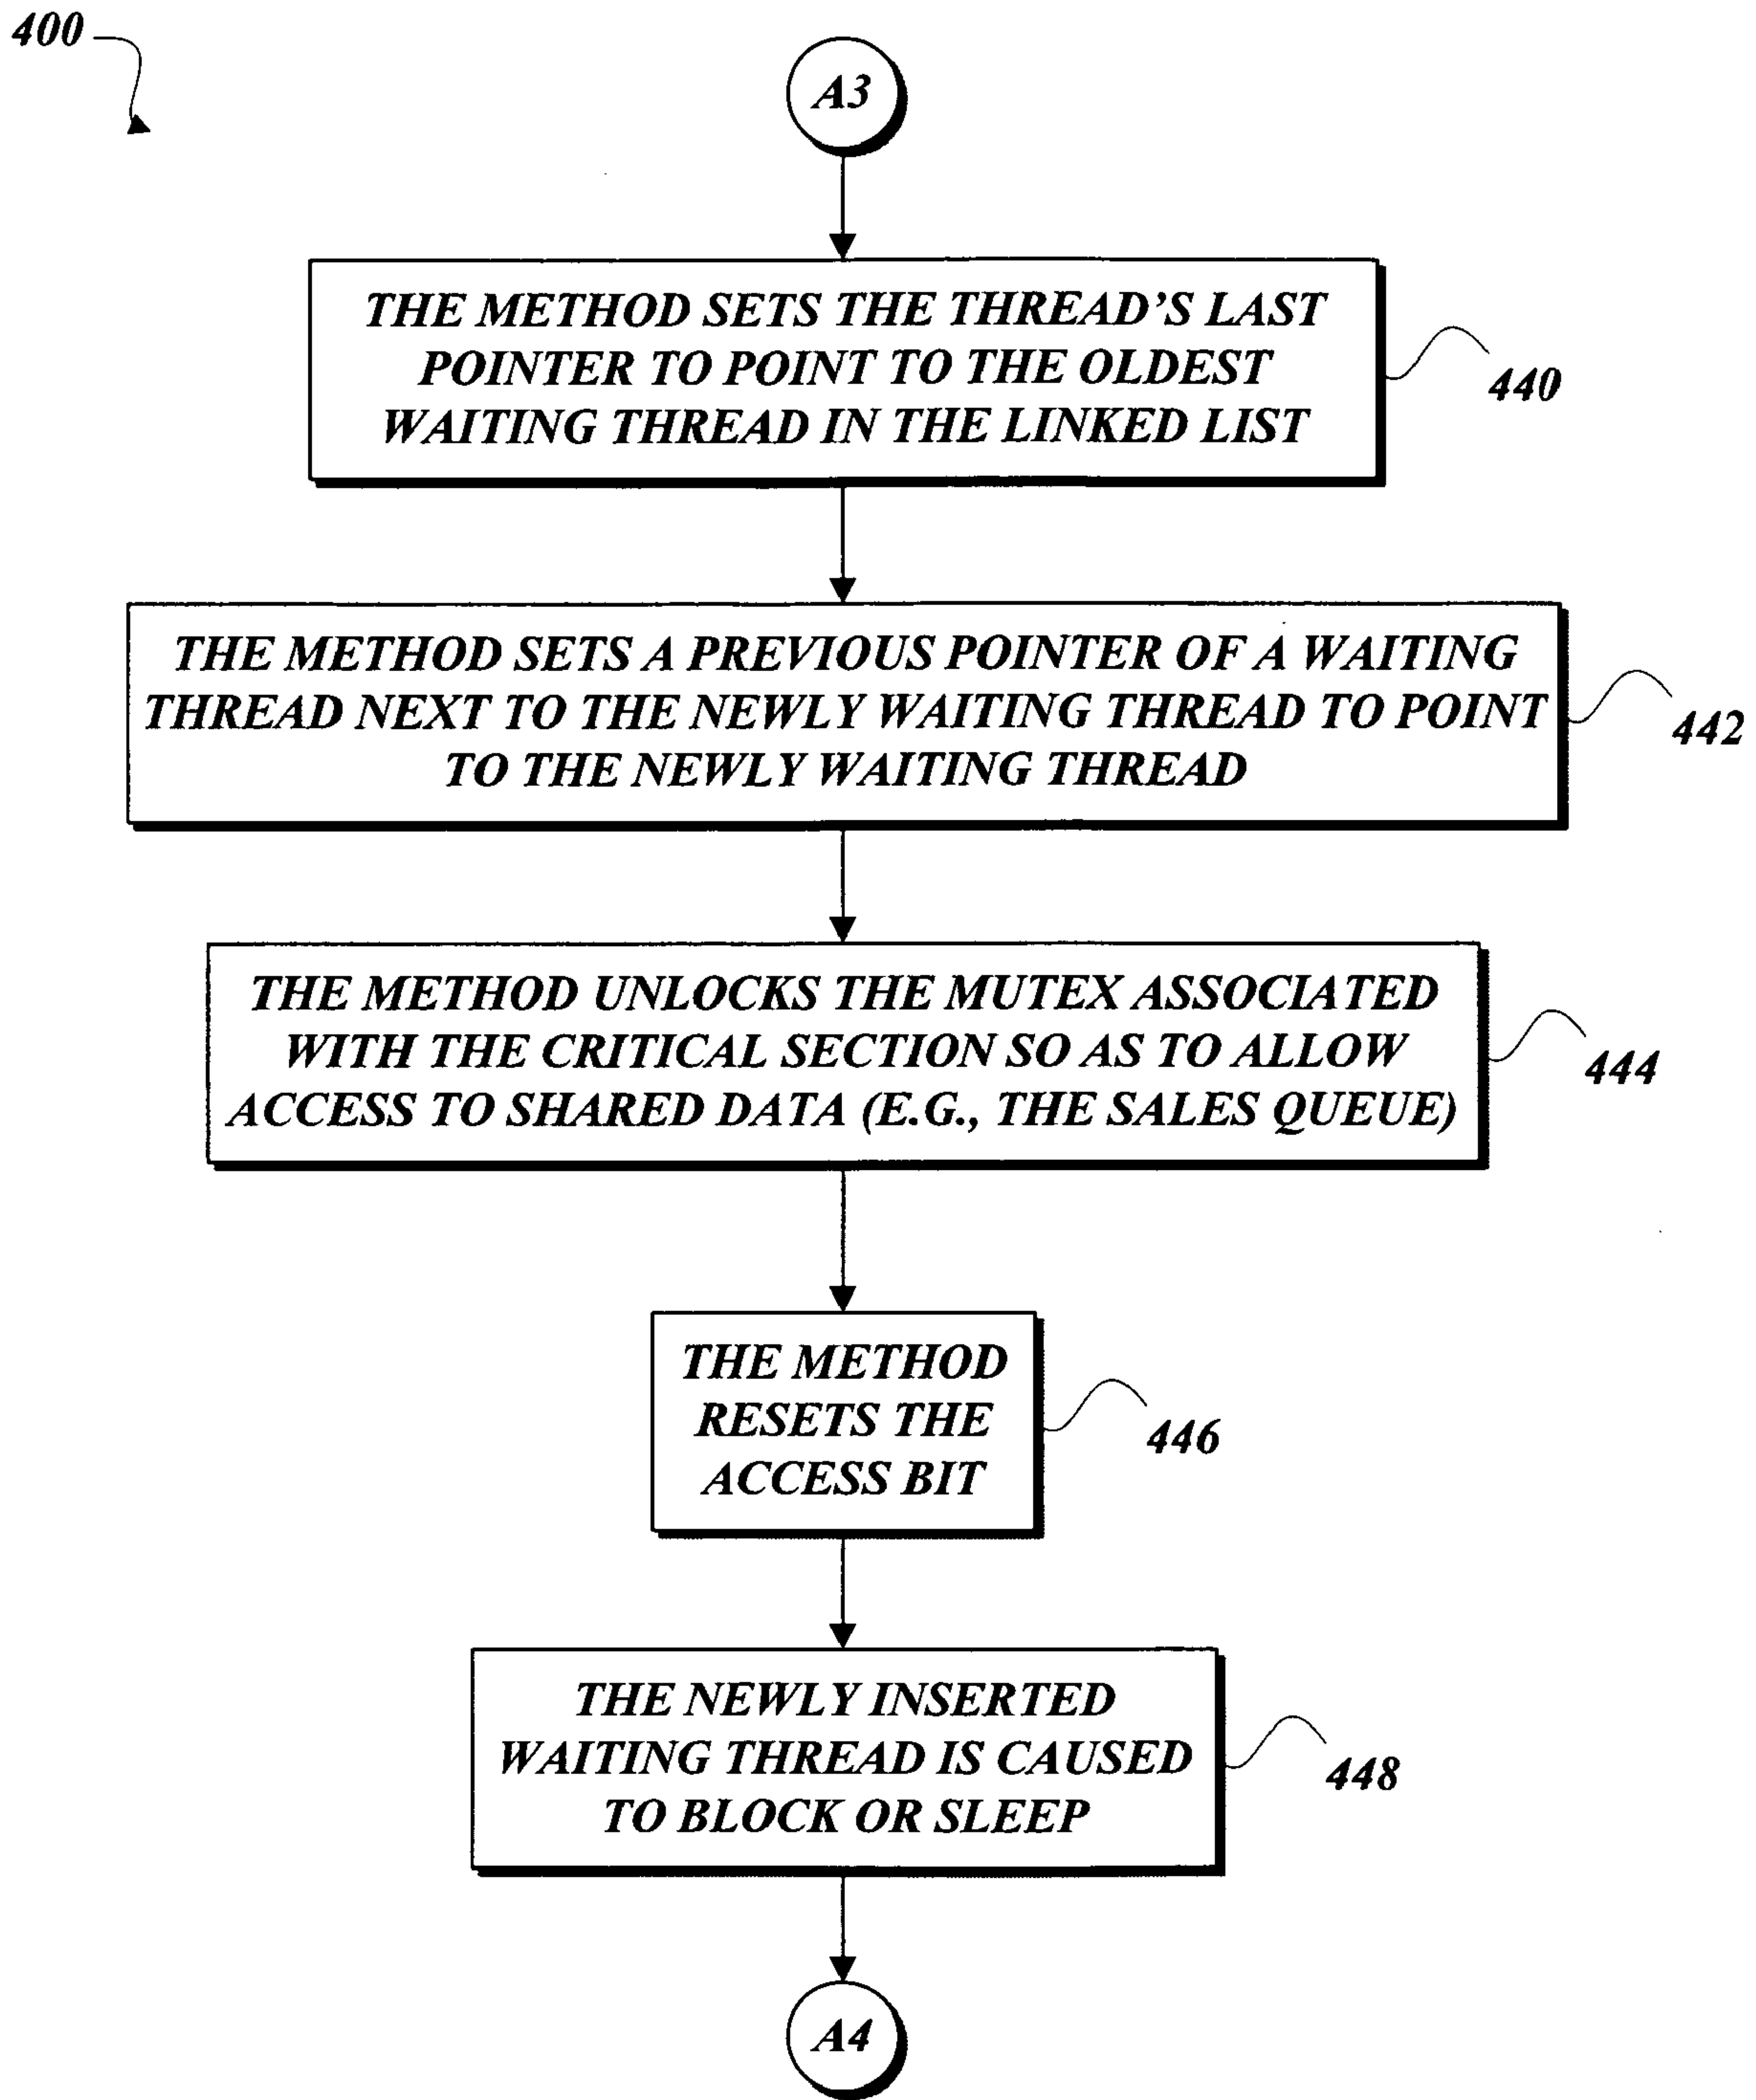 400
A3
THE METHOD SETS THE THREAD'S LAST
POINTER TO POINT TO THE OLDEST
WAITING THREAD IN THE LINKED LIST
440
THE METHOD SETS A PREVIOUS POINTER OF A WAITING
THREAD NEXT TO THE NEWLY WAITING THREAD TO POINT
TO THE NEWLY WAITING THREAD
442
THE METHOD UNLOCKS THE MUTEX ASSOCIATED
WITH THE CRITICAL SECTION SO AS TO ALLOW
ACCESS TO SHARED DATA (E.G., THE SALES QUEUE)
444
THE METHOD
RESETS THE
ACCESS BIT
446
THE NEWLY INSERTED
WAITING THREAD IS CAUSED
TO BLOCK OR SLEEP
448
A4